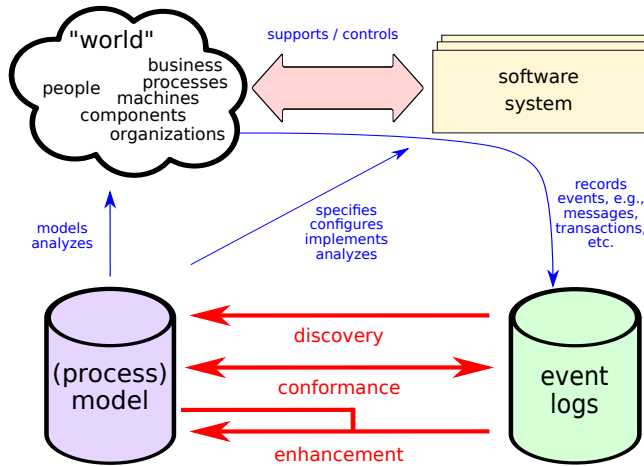 "world"
business
people
processes
machines
components
organizations
supports / controls
software
system
models
analyzes
specifies
configures
implements
analyzes
records
events, e.g.,
messages,
transactions,
etc.
(process)
model
discovery
conformance
enhancement
event
logs